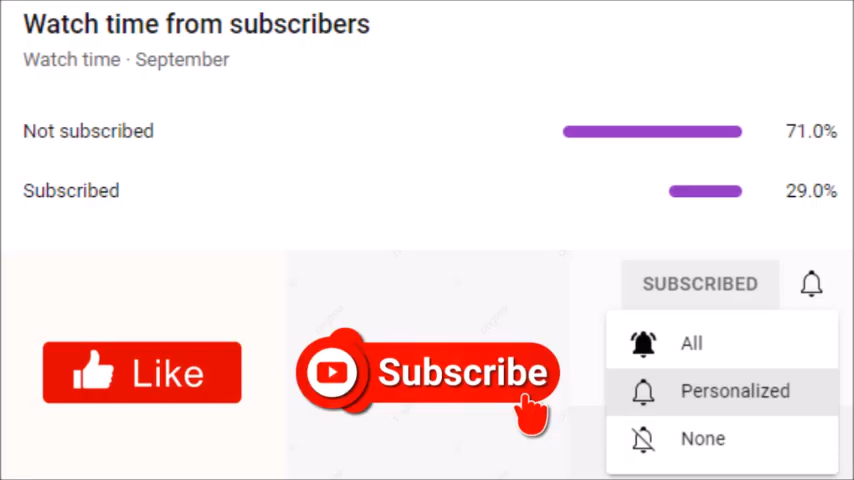 Watch time from subscribers
Watch time · September
Not subscribed 71.0%
Subscribed 29.0%
Like
Subscribe
SUBSCRIBED
All
Personalized
None